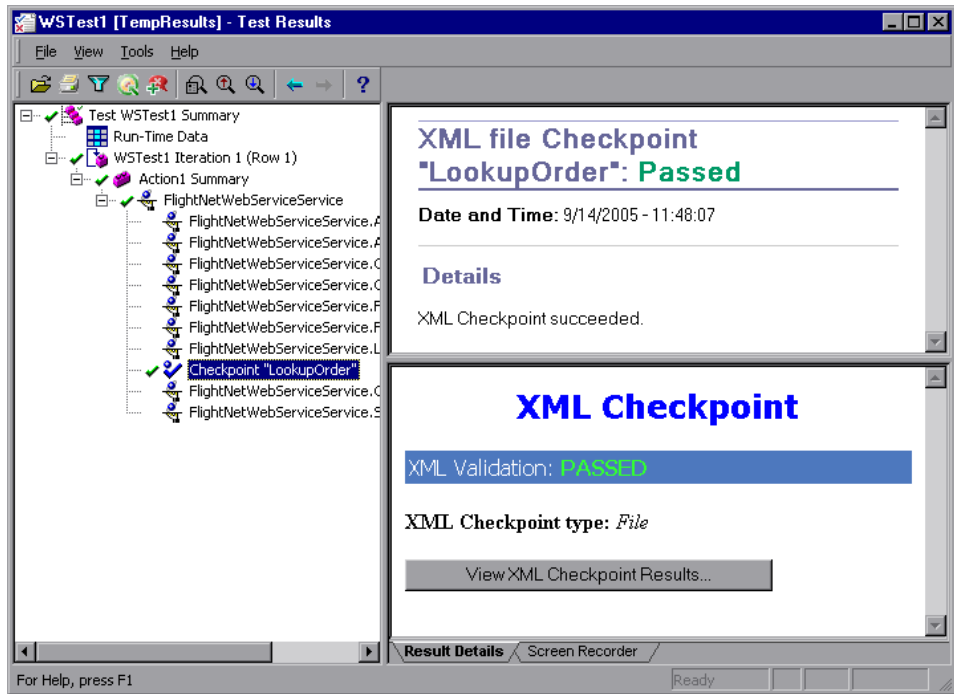 WSTest1 [TempResults] - Test Results
File View Tools Help
?
Test WSTest1 Summary
Run-Time Data
WSTest1 Iteration 1 (Row 1)
Action1 Summary
FlightNetWebServiceService
FlightNetWebServiceService.A
FlightNetWebServiceService.A
FlightNetWebServiceService.C
FlightNetWebServiceService.C
FlightNetWebServiceService.F
FlightNetWebServiceService.F
FlightNetWebServiceService.L
Checkpoint "LookupOrder"
FlightNetWebServiceService.C
FlightNetWebServiceService.S
XML file Checkpoint
"LookupOrder": Passed
Date and Time: 9/14/2005 - 11:48:07
Details
XML Checkpoint succeeded.
XML Checkpoint
XML Validation: PASSED
XML Checkpoint type: File
View XML Checkpoint Results...
Result Details Screen Recorder
For Help, press F1
Ready